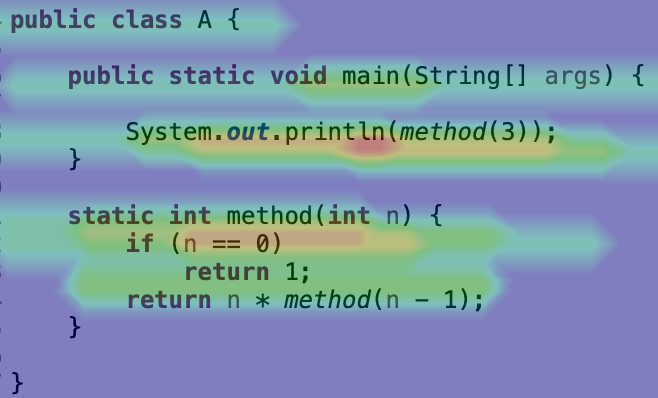 public class A {
public static void main(String[] args) {
System.out.println(method(3));
}
static int method(int n) {
if (n == 0)
return 1;
return n * method(n - 1);
}
}